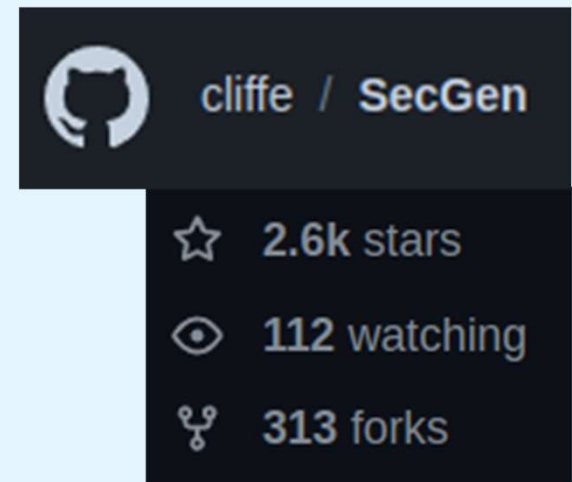 cliffe / SecGen
2.6k stars
112 watching
313 forks